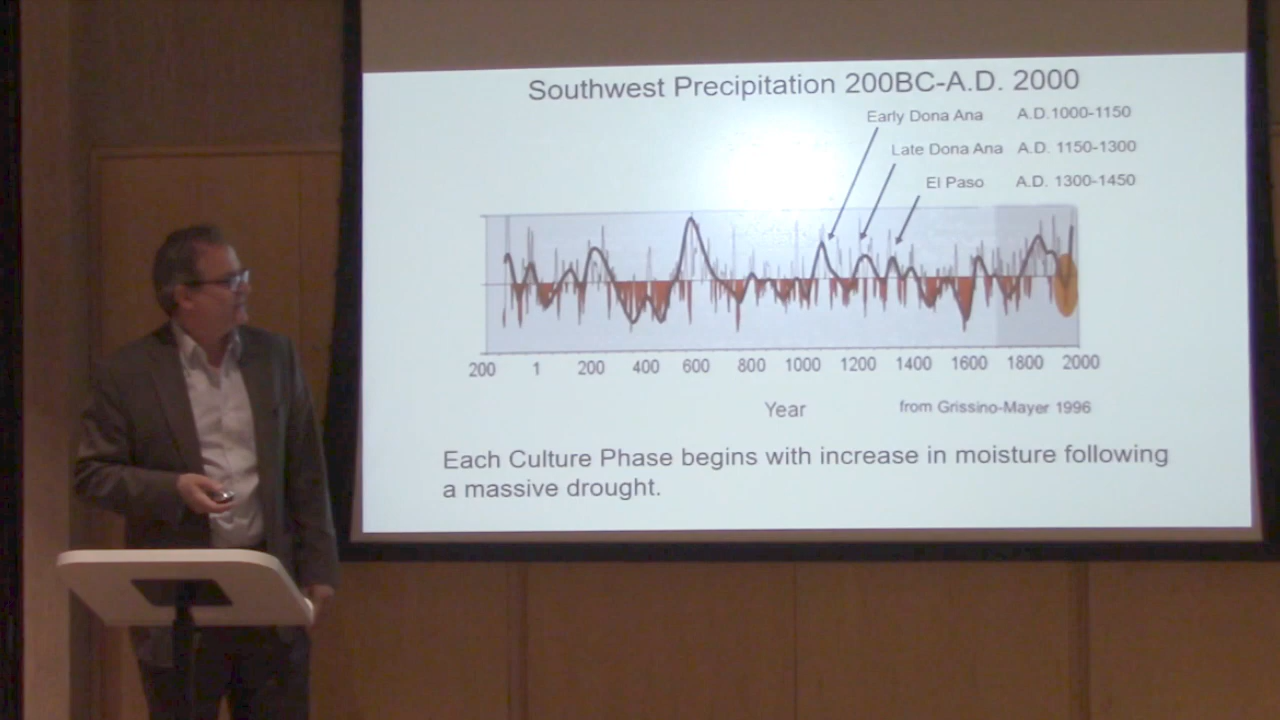 Southwest Precipitation 200BC-A.D. 2000
Early Dona Ana A.D.1000-1150
Late Dona Ana A.D. 1150-1300
El Paso A.D. 1300-1450
200 1 200 400 600 800 1000 1200 1400 1600 1800 2000
Year from Grissino-Mayer 1996
Each Culture Phase begins with increase in moisture following
a massive drought.